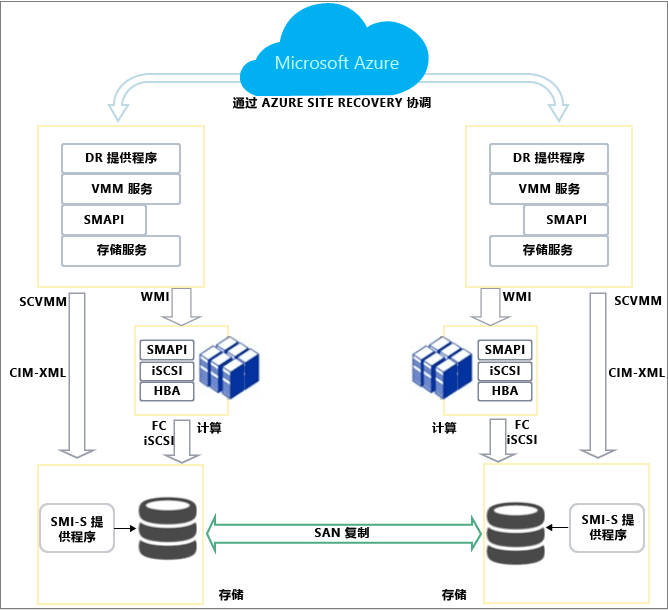 Microsoft Azure
通过 AZURE SITE RECOVERY 协调
DR 提供程序
VMM 服务
SMAPI
存储服务
DR 提供程序
VMM 服务
SMAPI
存储服务
SCVMM
WMI
CIM-XML
SMAPI
iSCSI
HBA
FC
iSCSI
计算
WMI
SCVMM
SMAPI
iSCSI
HBA
CIM-XML
计算
FC
iSCSI
SMI-S 提
供程序
SAN 复制
SMI-S 提
供程序
存储
存储